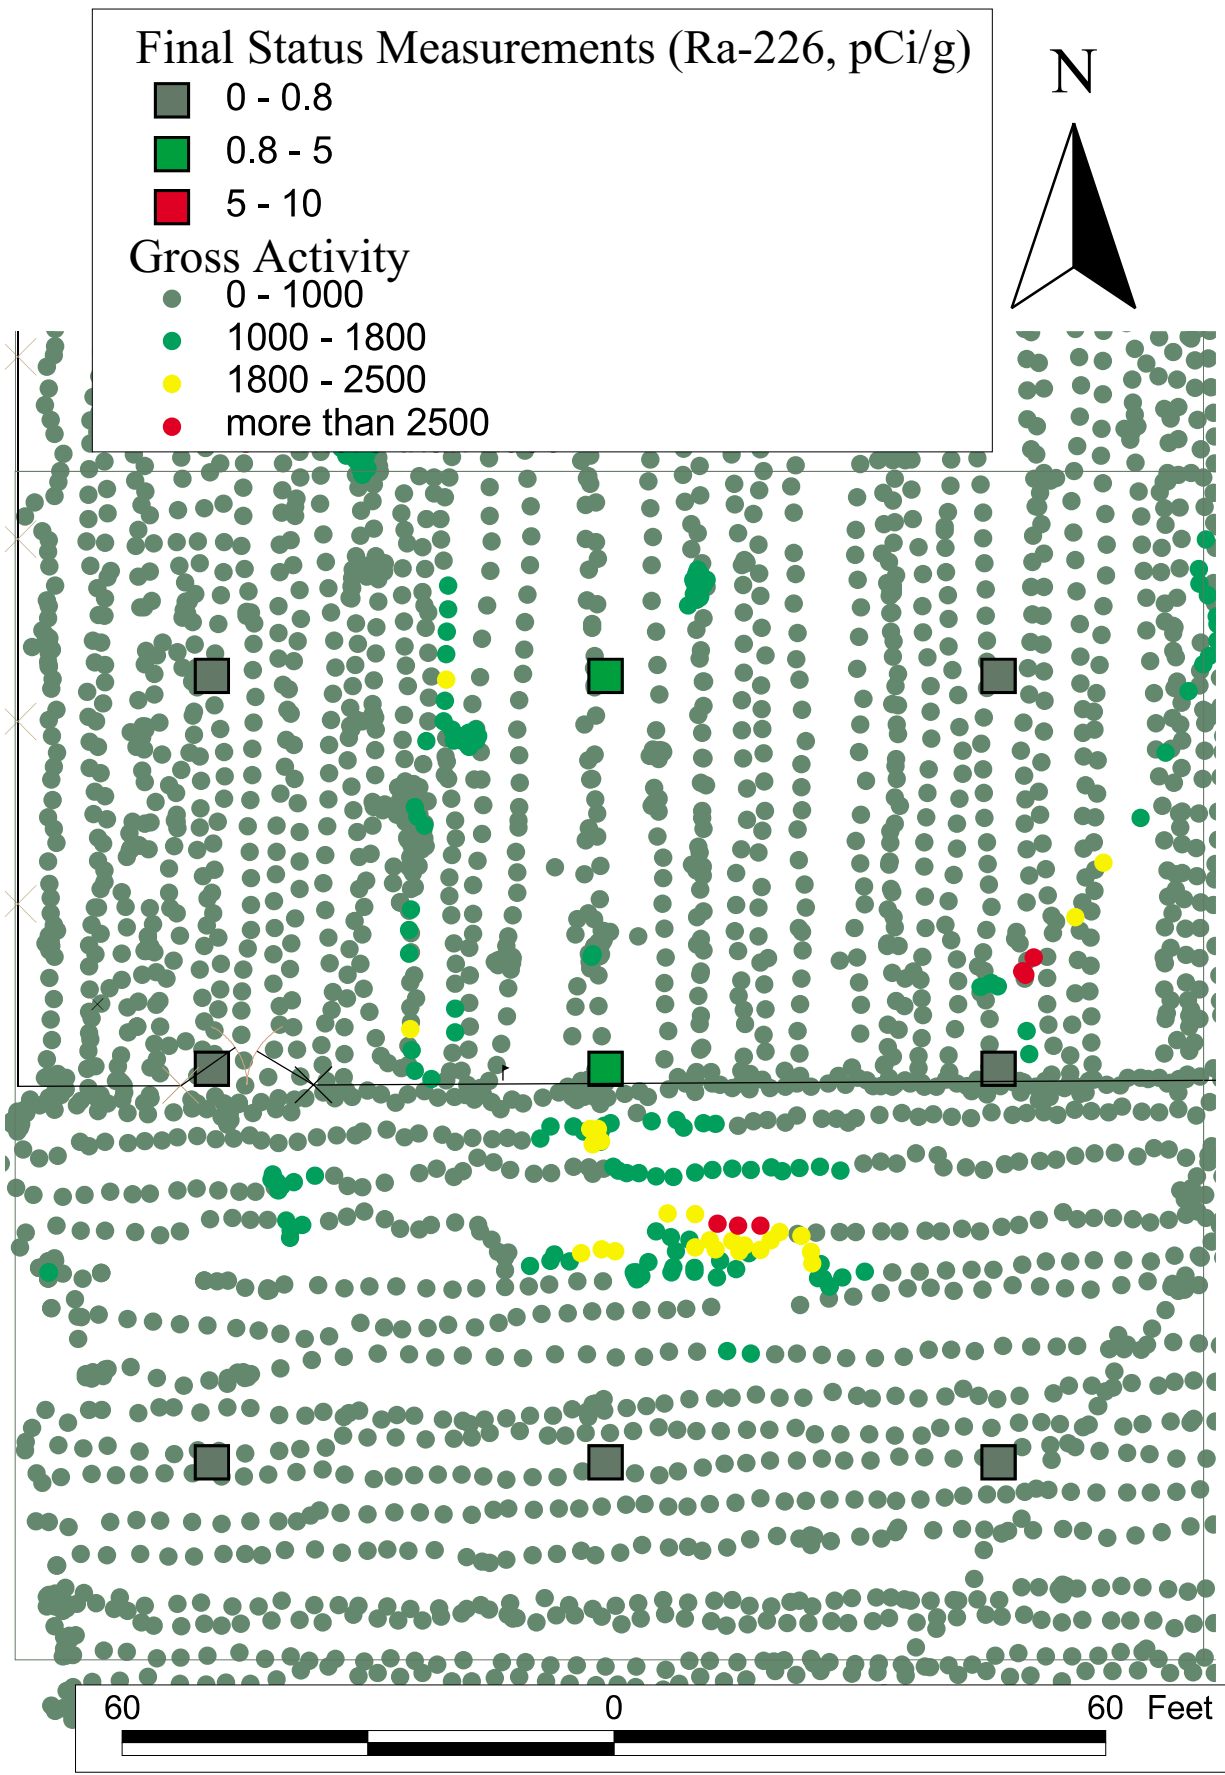 Final Status Measurements (Ra-226, pCi/g)
N
0 - 0.8
0.8 - 5
5 - 10
Gross Activity
0 - 1000
1000 - 1800
1800 - 2500
more than 2500
60 0 60 Feet